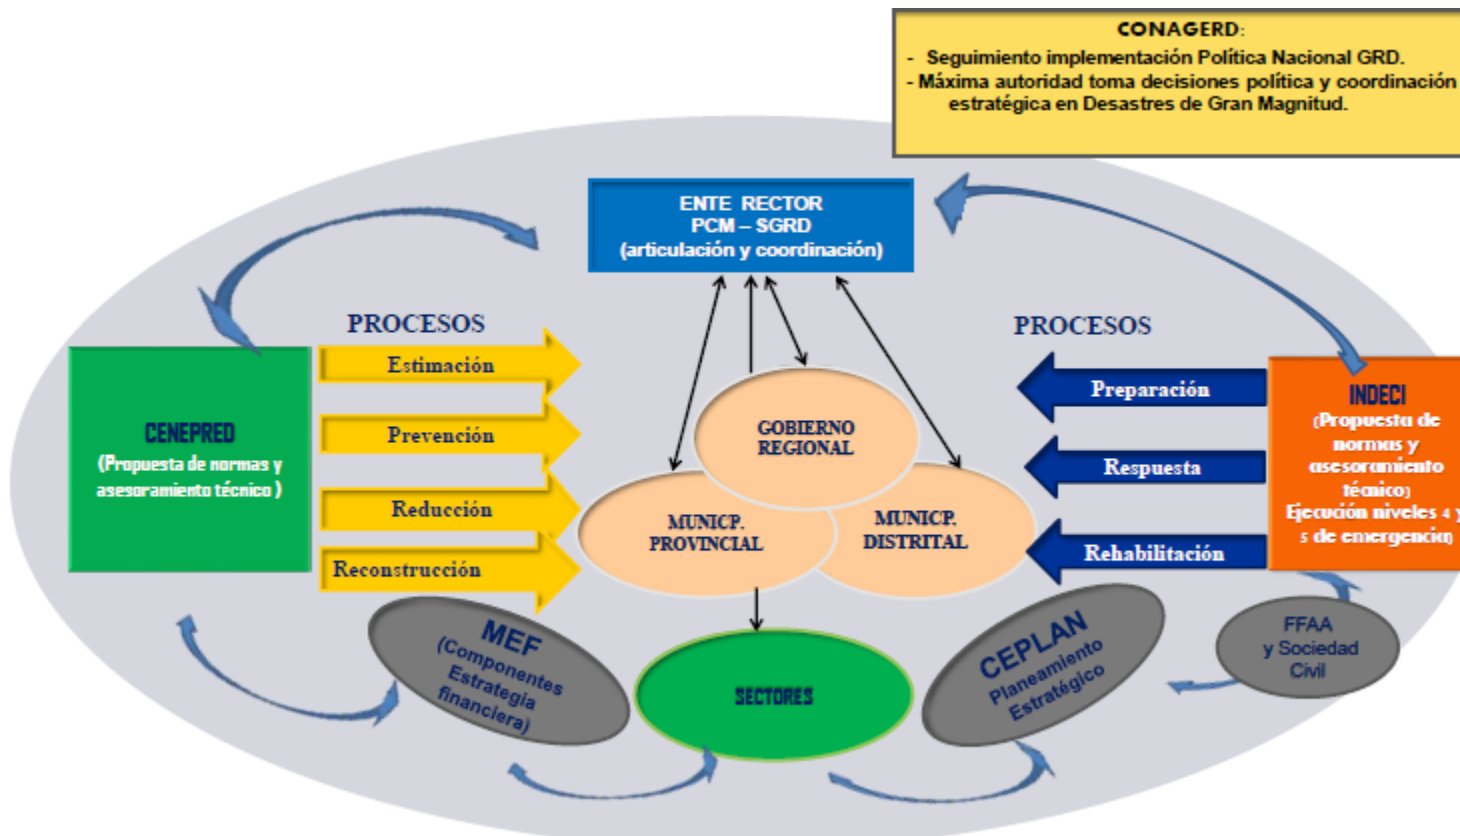 CONAGERD:
- Seguimiento implementación Política Nacional GRD.
- Máxima autoridad toma decisiones política y coordinación
estratégica en Desastres de Gran Magnitud.
ENTE RECTOR
PCM – SGRD
(articulación y coordinación)
PROCESOS
Estimación
Prevención
Reducción
Reconstrucción
PROCESOS
Preparación
Respuesta
Rehabilitación
CENEPRED
(Propuesta de normas y
asesoramiento técnico )
GOBIERNO
REGIONAL
MUNICP.
PROVINCIAL
MUNICP.
DISTRITAL
INDECI
(Propuesta de
normas y
asesoramiento
técnico)
Ejecución niveles 4 y
5 de emergencia)
MEF
(Componentes
Estrategia
financiera)
SECTORES
CEPLAN
Planeamiento
Estratégico
FFAA
y Sociedad
Civil